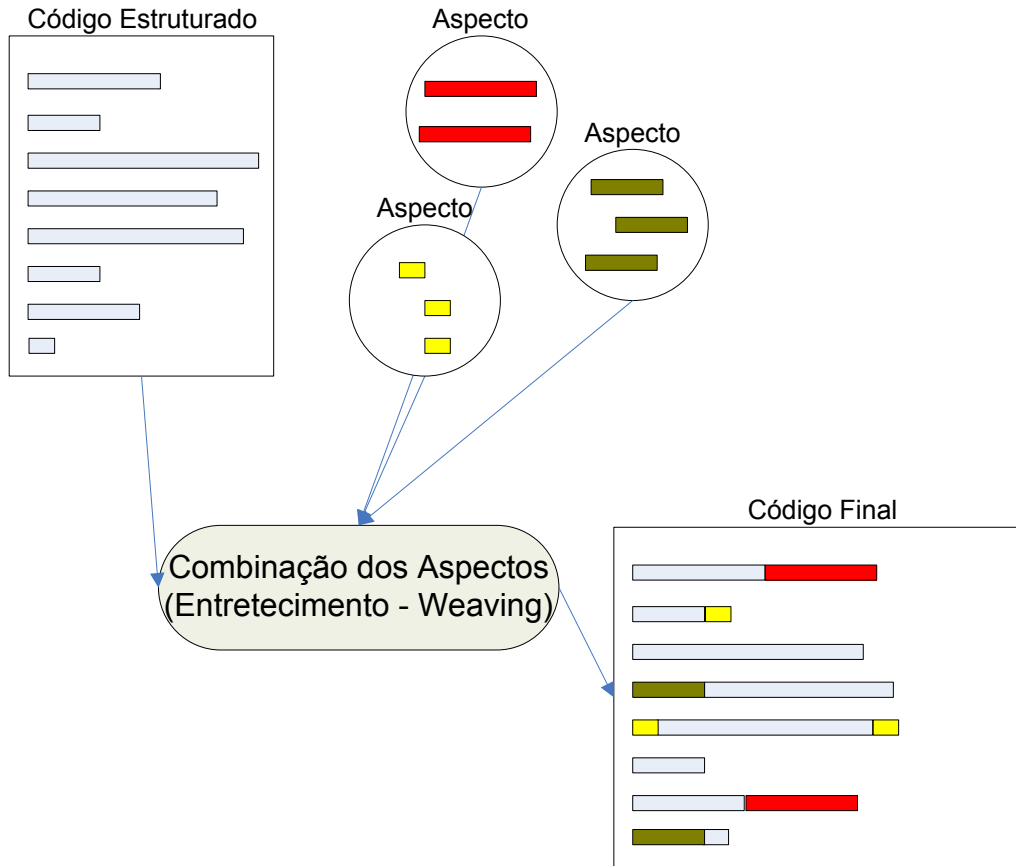 Código Estruturado
Aspecto
Aspecto
Aspecto
Combinação dos Aspectos
(Entretecimento - Weaving)
Código Final